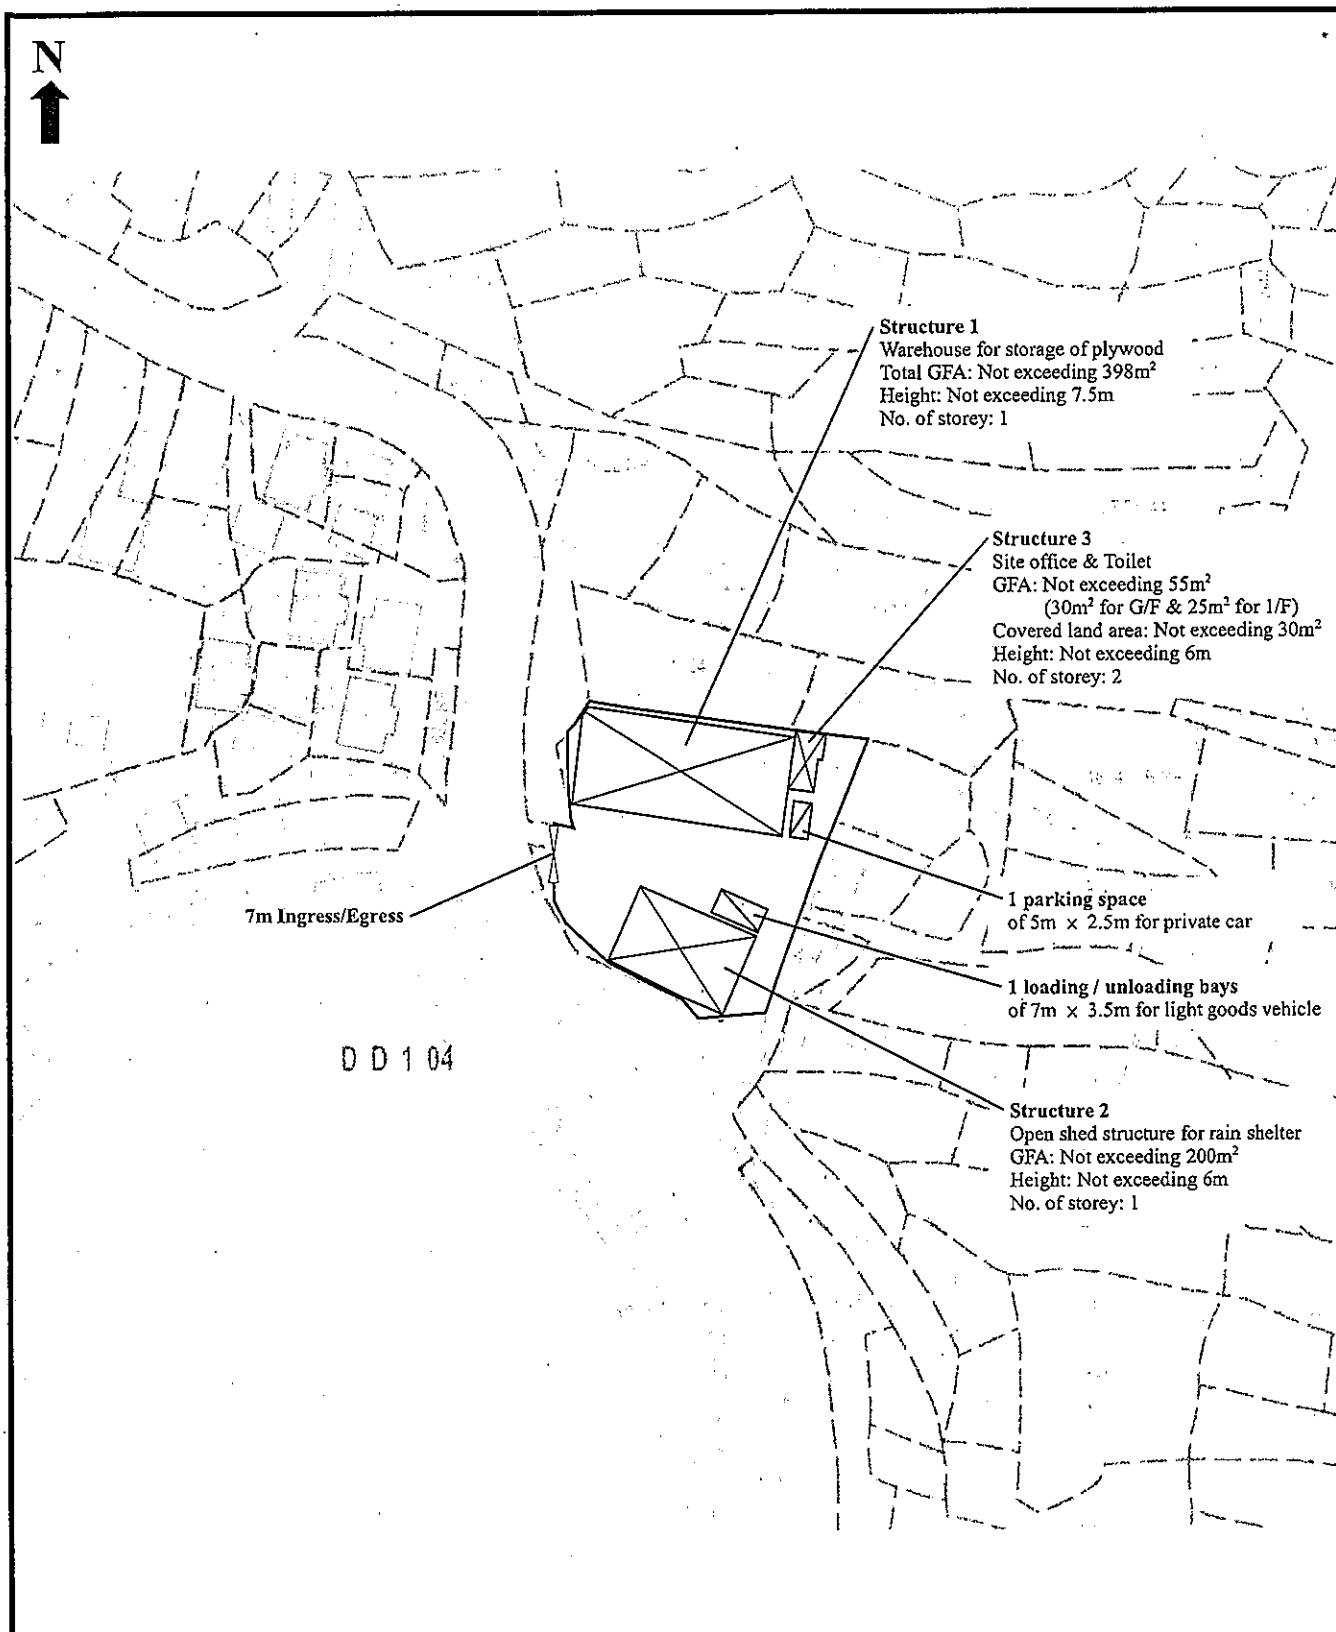 N
Structure 1
Warehouse for storage of plywood
Total GFA: Not exceeding 398m²
Height: Not exceeding 7.5m
No. of storey: 1
Structure 3
Site office & Toilet
GFA: Not exceeding 55m²
(30m² for G/F & 25m² for 1/F)
Covered land area: Not exceeding 30m²
Height: Not exceeding 6m
No. of storey: 2
7m Ingress/Egress
1 parking space
of 5m × 2.5m for private car
1 loading / unloading bays
of 7m × 3.5m for light goods vehicle
D D 1 04
Structure 2
Open shed structure for rain shelter
GFA: Not exceeding 200m²
Height: Not exceeding 6m
No. of storey: 1